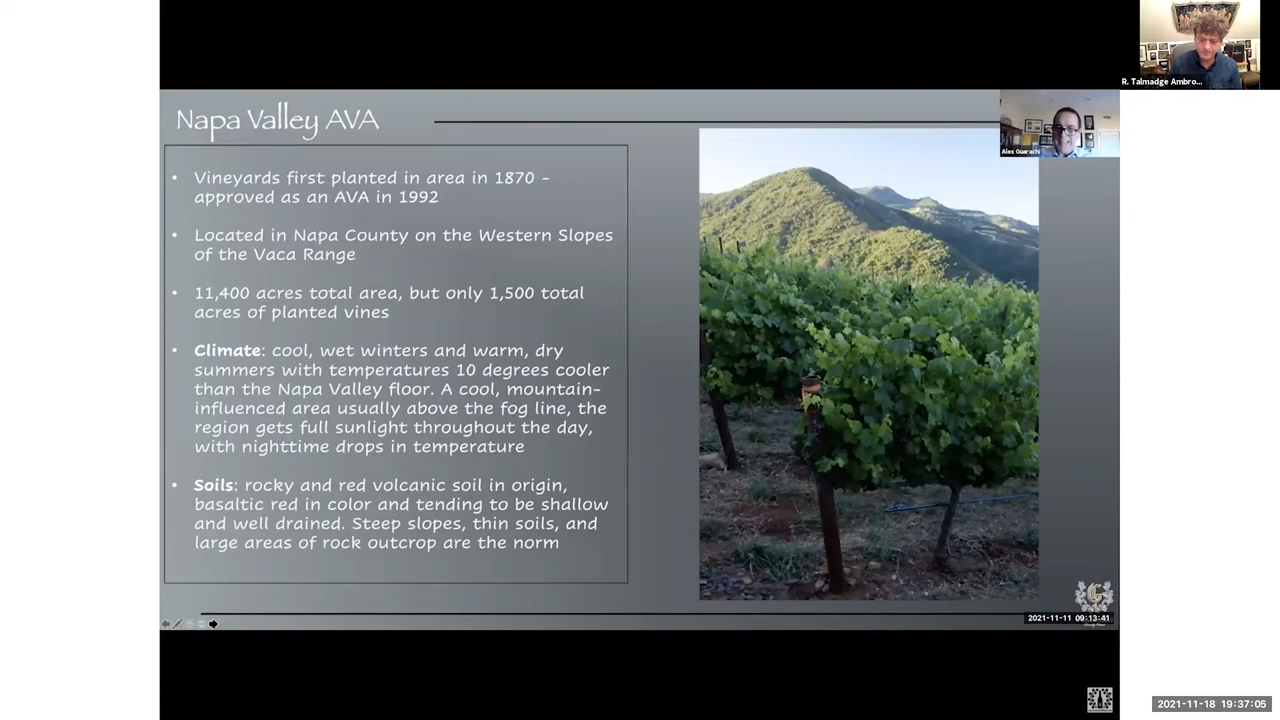 R. Talmadge Ambro...
Napa Valley AVA
Alex Guarachi
• Vineyards first planted in area in 1870 –
approved as an AVA in 1992
• Located in Napa County on the Western Slopes
of the Vaca Range
• 11,400 acres total area, but only 1,500 total
acres of planted vines
• Climate: cool, wet winters and warm, dry
summers with temperatures 10 degrees cooler
than the Napa Valley floor. A cool, mountain-
influenced area usually above the fog line, the
region gets full sunlight throughout the day,
with nighttime drops in temperature
• Soils: rocky and red volcanic soil in origin,
basaltic red in color and tending to be shallow
and well drained. Steep slopes, thin soils, and
large areas of rock outcrop are the norm
G
2021-11-11 09:13:41
2021-11-18 19:37:05